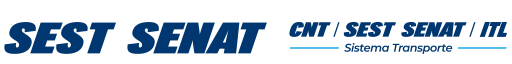 SEST SENAT
CNT / SEST SENAT / ITL
Sistema Transporte